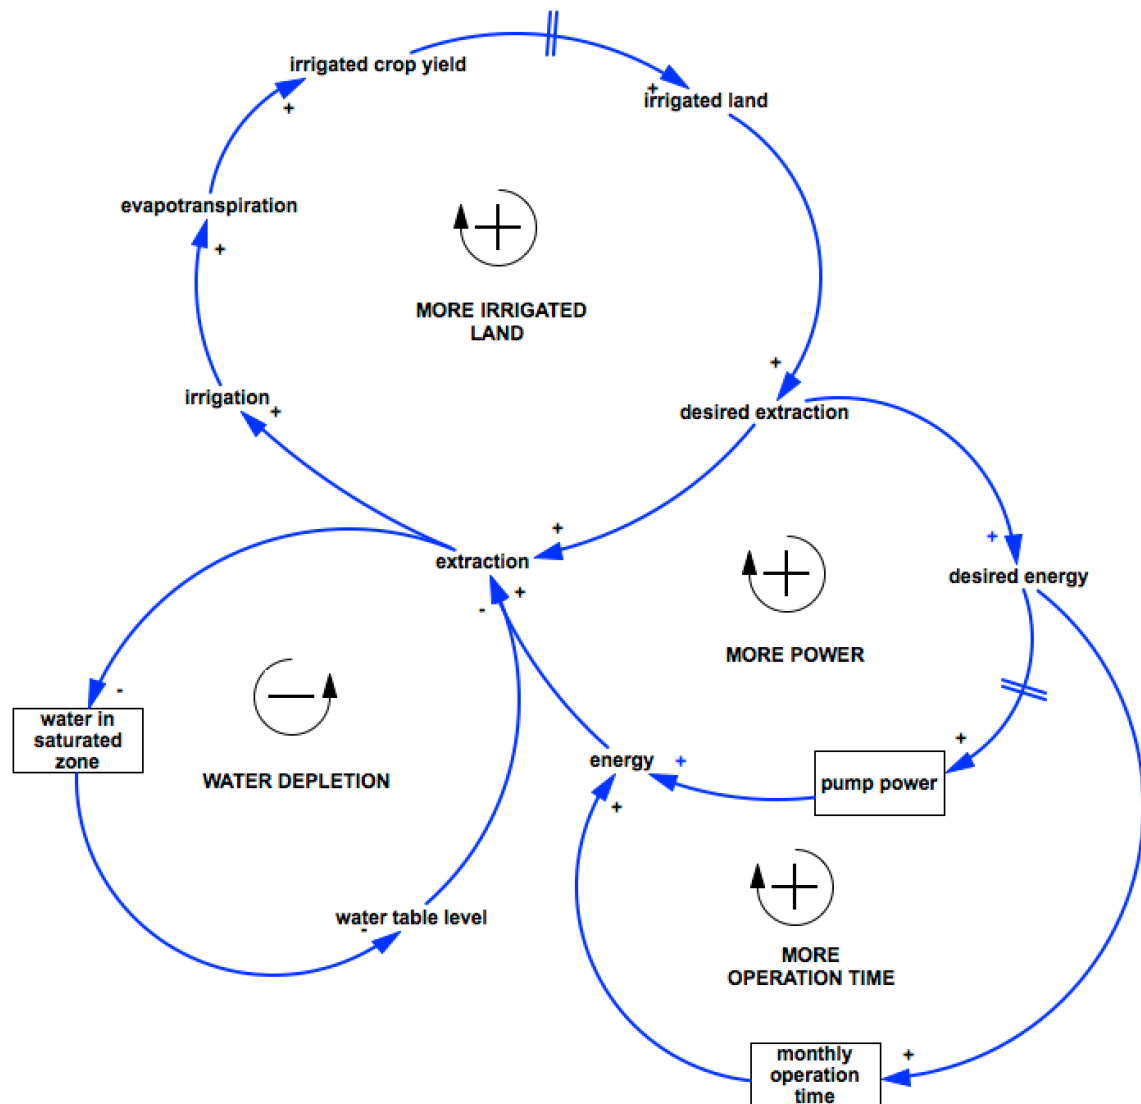 irrigated crop yield
+
irrigated land
+
evapotranspiration
+
MORE IRRIGATED
LAND
+
irrigation
+
desired extraction
+
extraction
+
desired energy
+
-
MORE POWER
-
water in
saturated
zone
WATER DEPLETION
+
energy
+
pump power
+
water table level
-
MORE
OPERATION TIME
monthly
operation
time
+